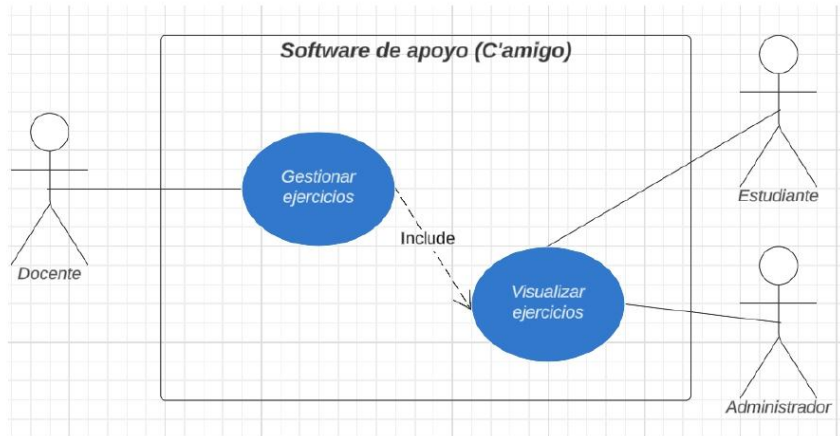 Software de apoyo (C'amigo)
Gestionar
ejercicios
Include
Visualizar
ejercicios
Docente
Estudiante
Administrador